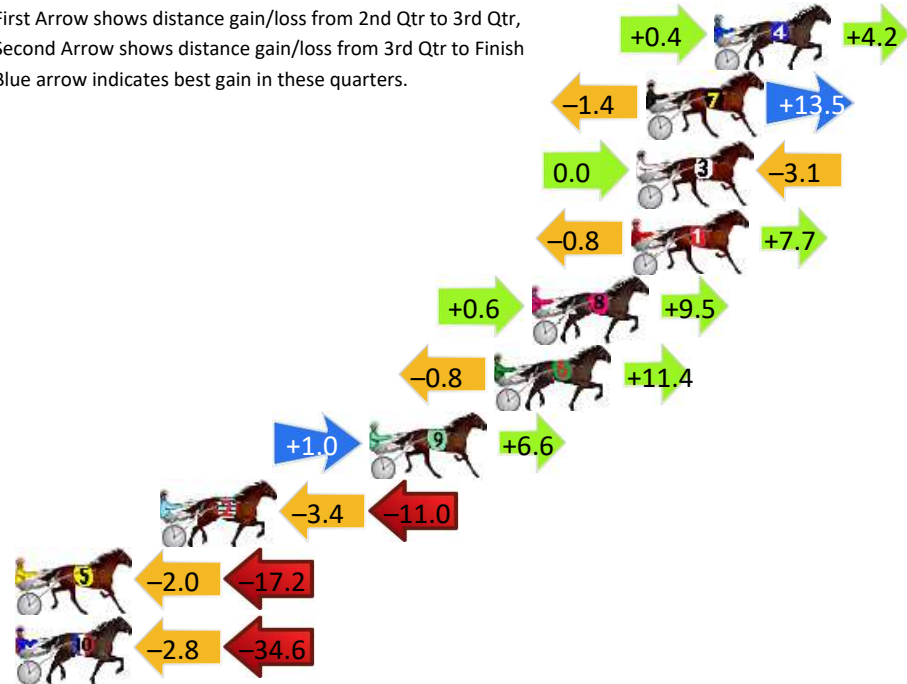 First Arrow shows distance gain/loss from 2nd Qtr to 3rd Qtr,
Second Arrow shows distance gain/loss from 3rd Qtr to Finish
Blue arrow indicates best gain in these quarters.
+0.4 4 +4.2
–1.4 7 +13.5
0.0 3 –3.1
–0.8 1 +7.7
+0.6 8 +9.5
–0.8 6 +11.4
+1.0 9 +6.6
2 –3.4 –11.0
5 –2.0 –17.2
10 –2.8 –34.6